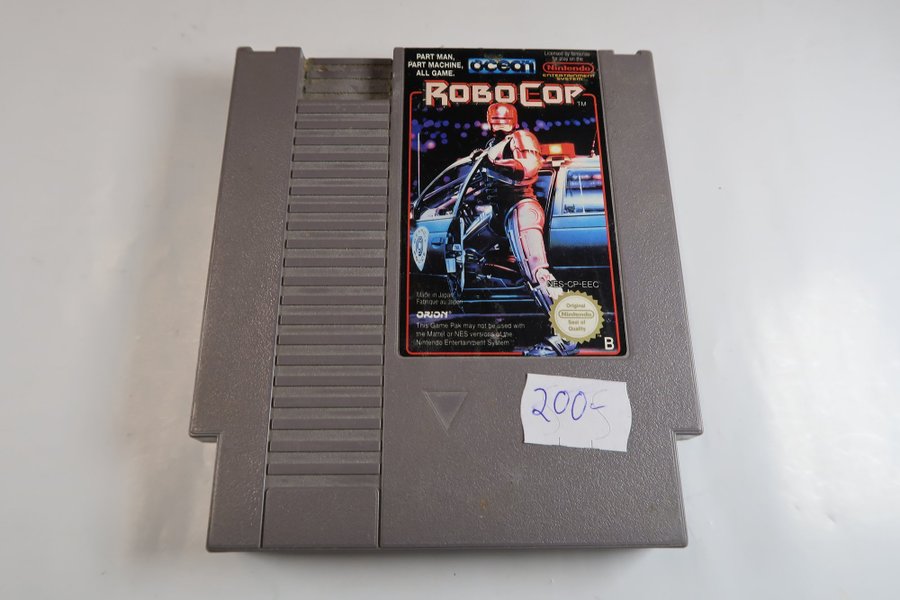 PART MAN,
PART MACHINE,
ALL GAME.
ocean
Licensed by Nintendo
for play on the
Nintendo
ENTERTAINMENT
SYSTEM
ROBOCOP TM
NES-CP-EEC
Made in Japan
Fabriqué au Japon
ORION
This Game Pak may not be used with
the Mattel or NES versions of the
Nintendo Entertainment System
Original
Nintendo
Seal of
Quality
B